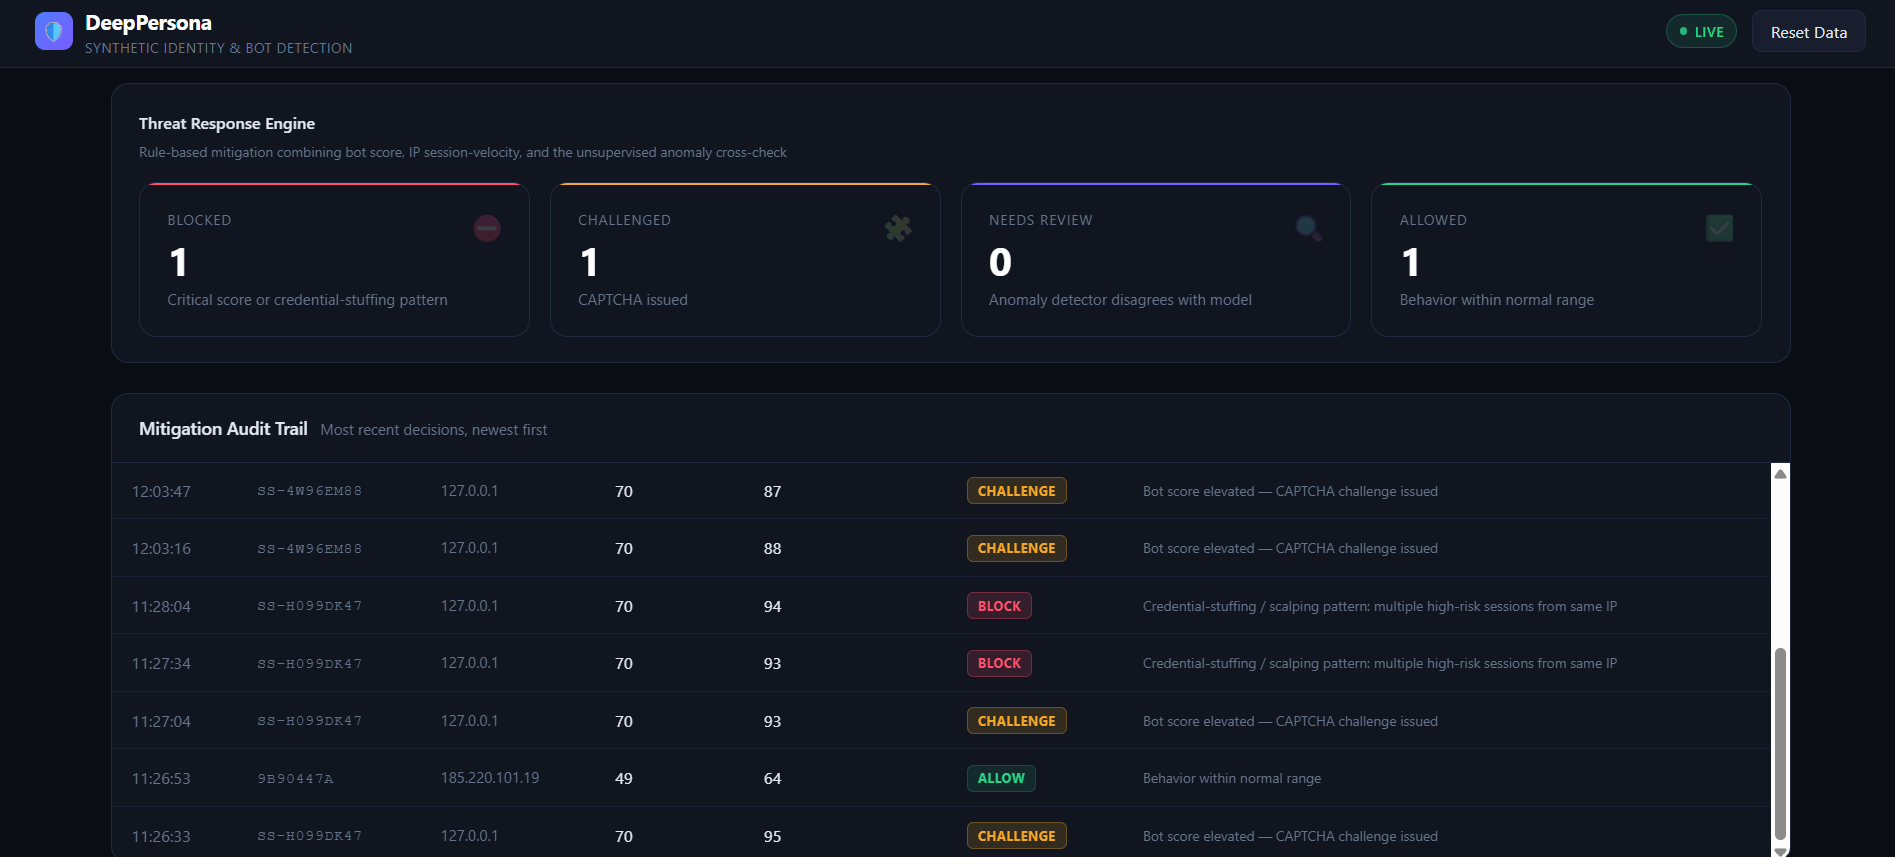 DeepPersona
SYNTHETIC IDENTITY & BOT DETECTION
LIVE
Reset Data
Threat Response Engine
Rule-based mitigation combining bot score, IP session-velocity, and the unsupervised anomaly cross-check
BLOCKED
1
Critical score or credential-stuffing pattern
CHALLENGED
1
CAPTCHA issued
NEEDS REVIEW
0
Anomaly detector disagrees with model
ALLOWED
1
Behavior within normal range
Mitigation Audit Trail Most recent decisions, newest first
12:03:47 SS-4W96EM88 127.0.0.1 70 87 CHALLENGE Bot score elevated — CAPTCHA challenge issued
12:03:16 SS-4W96EM88 127.0.0.1 70 88 CHALLENGE Bot score elevated — CAPTCHA challenge issued
11:28:04 SS-H099DK47 127.0.0.1 70 94 BLOCK Credential-stuffing / scalping pattern: multiple high-risk sessions from same IP
11:27:34 SS-H099DK47 127.0.0.1 70 93 BLOCK Credential-stuffing / scalping pattern: multiple high-risk sessions from same IP
11:27:04 SS-H099DK47 127.0.0.1 70 93 CHALLENGE Bot score elevated — CAPTCHA challenge issued
11:26:53 9B90447A 185.220.101.19 49 64 ALLOW Behavior within normal range
11:26:33 SS-H099DK47 127.0.0.1 70 95 CHALLENGE Bot score elevated — CAPTCHA challenge issued